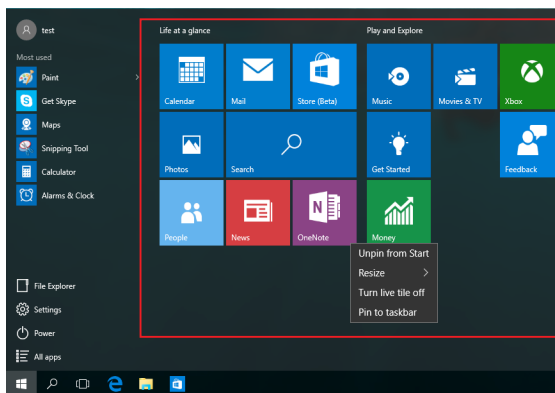 test
Most used
Paint
Get Skype
Maps
Snipping Tool
Calculator
Alarms & Clock
File Explorer
Settings
Power
All apps
Life at a glance
Calendar
Mail
Store (Beta)
Photos
Search
People
News
OneNote
Play and Explore
Music
Movies & TV
Xbox
Get Started
Feedback
Money
Unpin from Start
Resize
Turn live tile off
Pin to taskbar